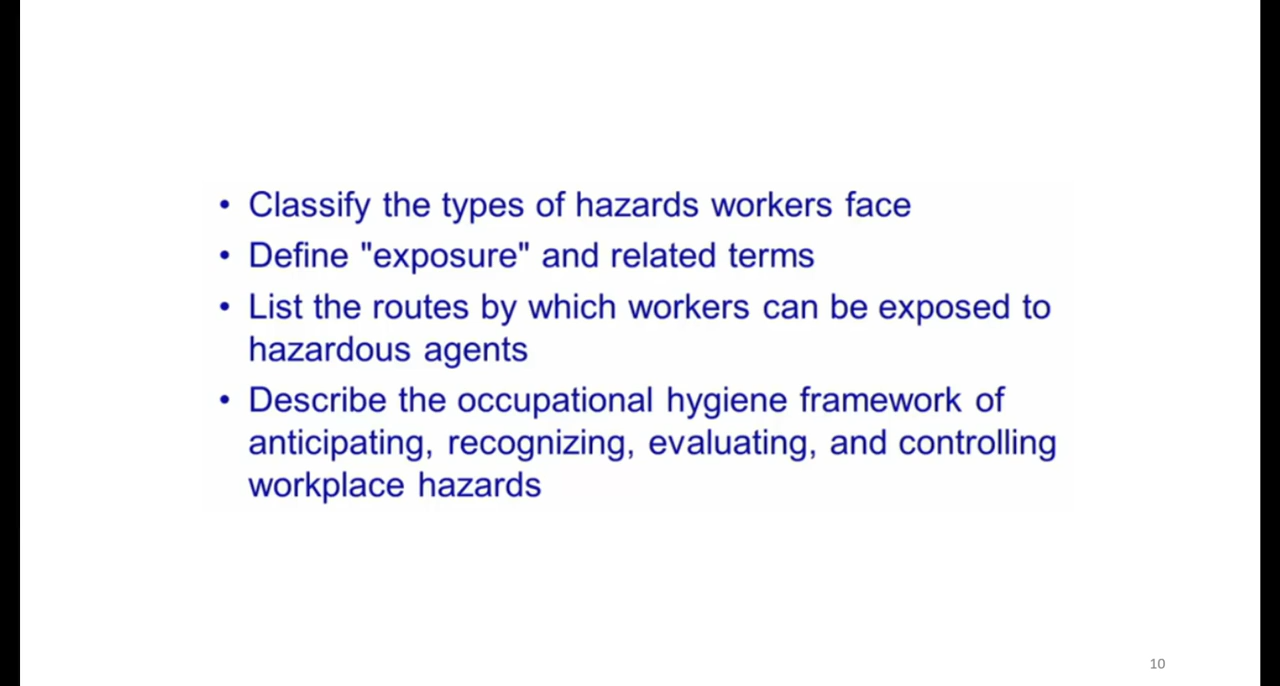 • Classify the types of hazards workers face
• Define "exposure" and related terms
• List the routes by which workers can be exposed to
hazardous agents
• Describe the occupational hygiene framework of
anticipating, recognizing, evaluating, and controlling
workplace hazards
10